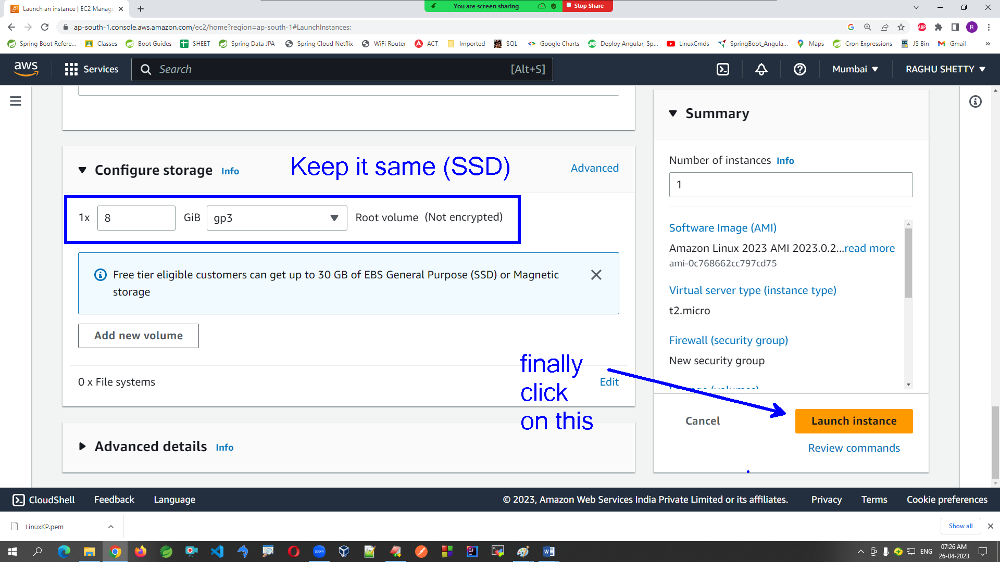 Launch an instance | EC2 Manage
You are screen sharing
Stop Share
ap-south-1.console.aws.amazon.com/ec2/home?region=ap-south-1#LaunchInstances:
ABP
R
Spring Boot Refere...
Classes
Boot Guides
SHEET
Spring Data JPA
Spring Cloud Netflix
WiFi Router
ACT
Imported
SQL
Google Charts
Deploy Angular, Sp...
LinuxCmds
SpringBoot_Angula...
Maps
Cron Expressions
JS Bin
Gmail
aws
Services
Search
[Alt+S]
Mumbai
RAGHU SHETTY
Configure storage Info
Keep it same (SSD)
Advanced
1x 8 GiB gp3 Root volume (Not encrypted)
Free tier eligible customers can get up to 30 GB of EBS General Purpose (SSD) or Magnetic
storage
Add new volume
0 x File systems
Edit
finally
click
on this
Advanced details Info
Summary
Number of instances Info
1
Software Image (AMI)
Amazon Linux 2023 AMI 2023.0.2...read more
ami-0c768662cc797cd75
Virtual server type (instance type)
t2.micro
Firewall (security group)
New security group
Cancel
Launch instance
Review commands
CloudShell
Feedback
Language
© 2023, Amazon Web Services India Private Limited or its affiliates.
Privacy
Terms
Cookie preferences
LinuxKP.pem
Show all
zoom
ENG
07:26 AM
26-04-2023